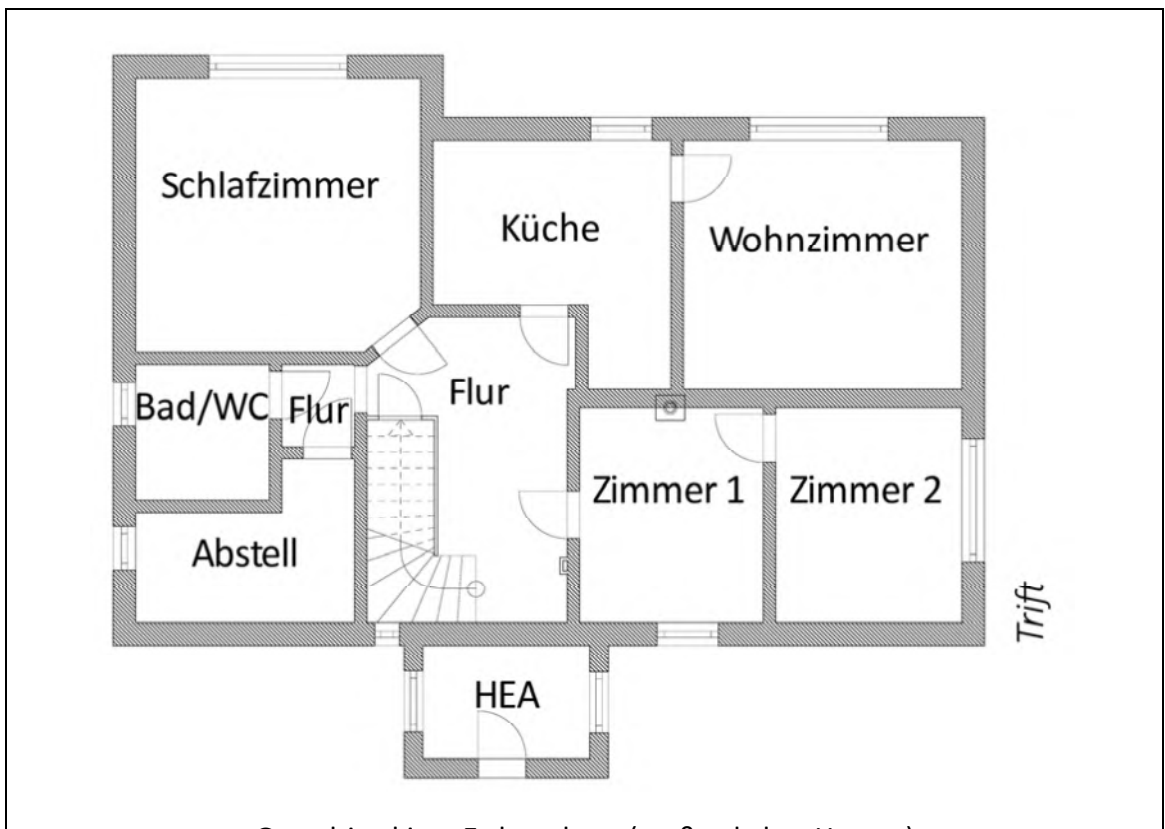 Schlafzimmer
Küche
Wohnzimmer
Bad/WC
Flur
Flur
Zimmer 1
Zimmer 2
Abstell
Trift
HEA